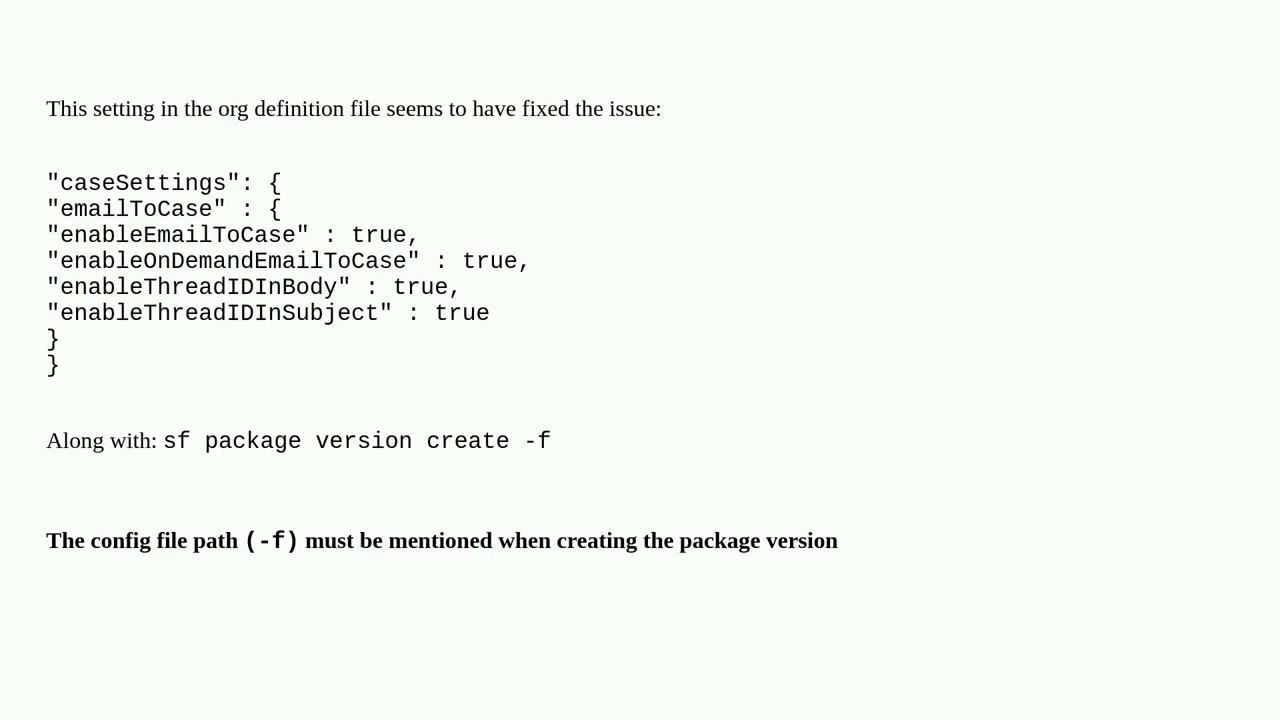 This setting in the org definition file seems to have fixed the issue:
"caseSettings": {
"emailToCase" : {
"enableEmailToCase" : true,
"enableOnDemandEmailToCase" : true,
"enableThreadIDInBody" : true,
"enableThreadIDInSubject" : true
}
}
Along with: sf package version create -f
The config file path (-f) must be mentioned when creating the package version